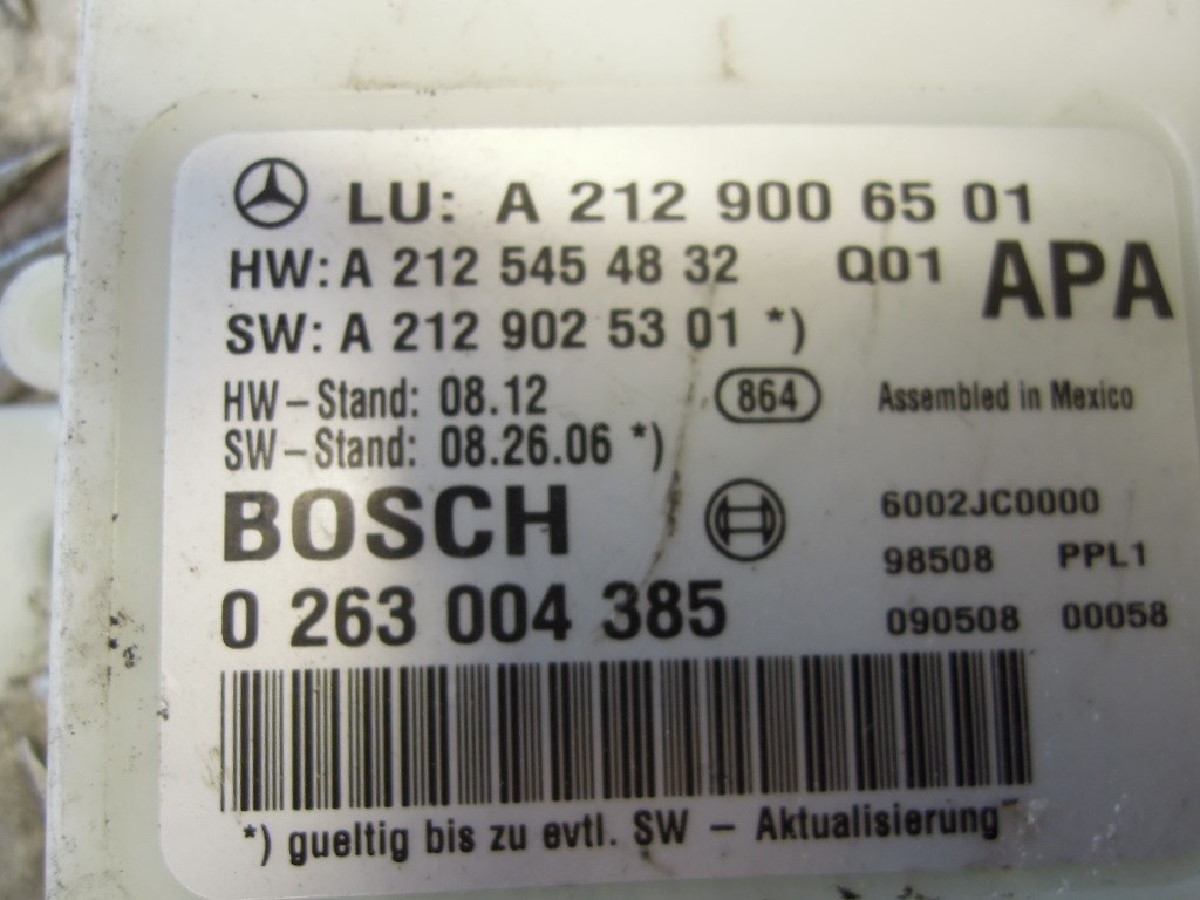 LU: A 212 900 65 01
HW: A 212 545 48 32 Q01 APA
SW: A 212 902 53 01 *)
HW-Stand: 08.12 864 Assembled in Mexico
SW-Stand: 08.26.06 *)
BOSCH 6002JC0000
98508 PPL1
0 263 004 385 090508 00058
*) gueltig bis zu evtl. SW - Aktualisierung